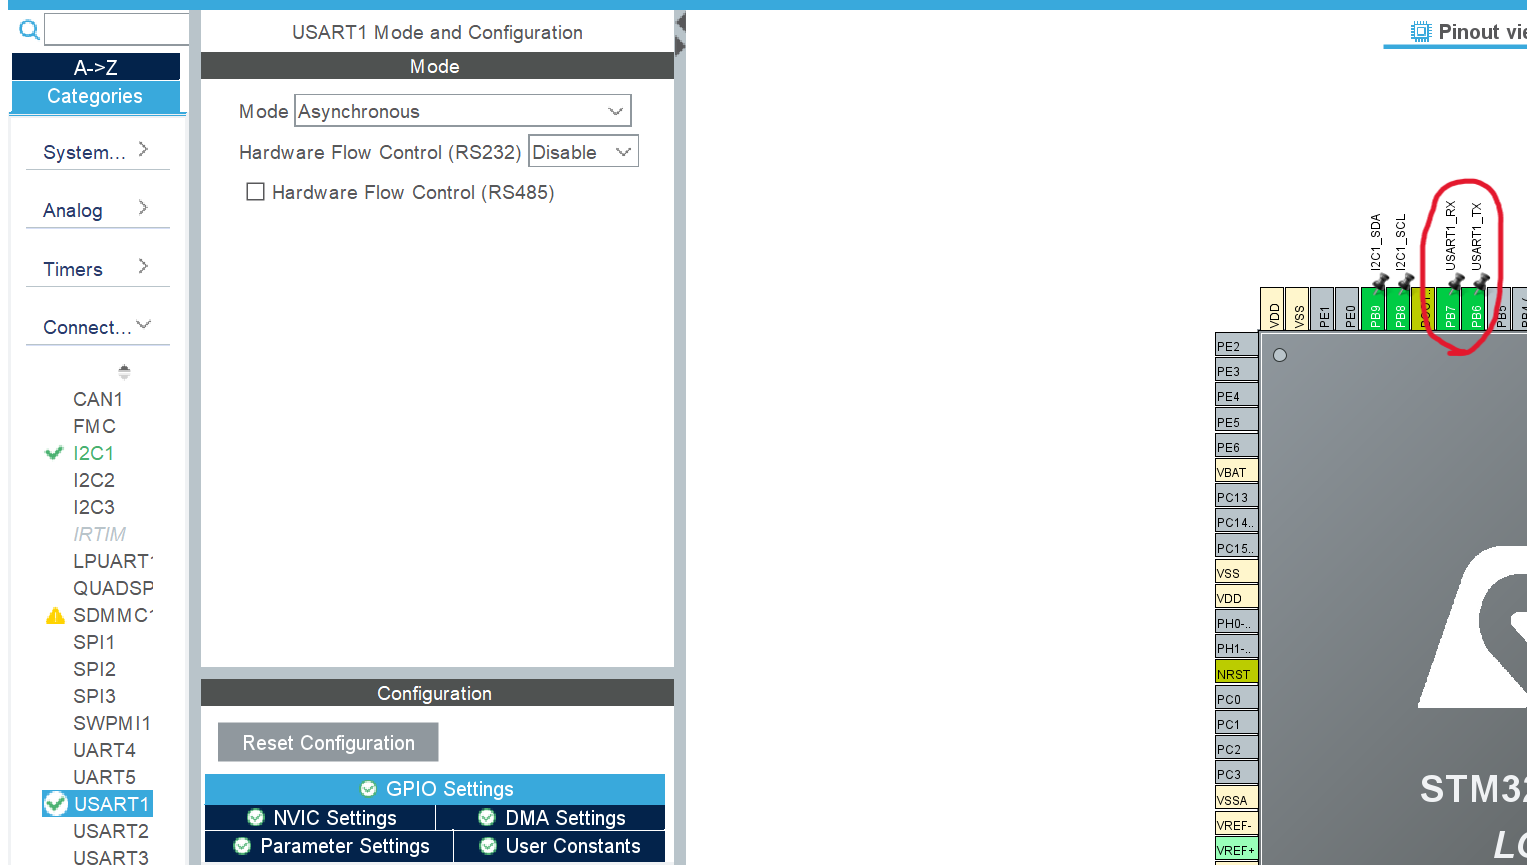 USART1 Mode and Configuration
Pinout vie
A->Z
Mode
Categories
Mode Asynchronous
Hardware Flow Control (RS232) Disable
Hardware Flow Control (RS485)
System...
Analog
Timers
Connect...
CAN1
FMC
I2C1
I2C2
I2C3
IRTIM
LPUART1
QUADSP
SDMMC1
SPI1
SPI2
SPI3
SWPMI1
UART4
UART5
USART1
USART2
USART3
Configuration
Reset Configuration
GPIO Settings
NVIC Settings
DMA Settings
Parameter Settings
User Constants
I2C1_SDA
I2C1_SCL
USART1_RX
USART1_TX
VDD
VSS
PE1
PE0
PB9
PB8
PB7
PB6
PB5
PE2
PE3
PE4
PE5
PE6
VBAT
PC13
PC14..
PC15..
VSS
VDD
PH0-..
PH1-..
NRST
PC0
PC1
PC2
PC3
VSSA
VREF-
VREF+
STM32